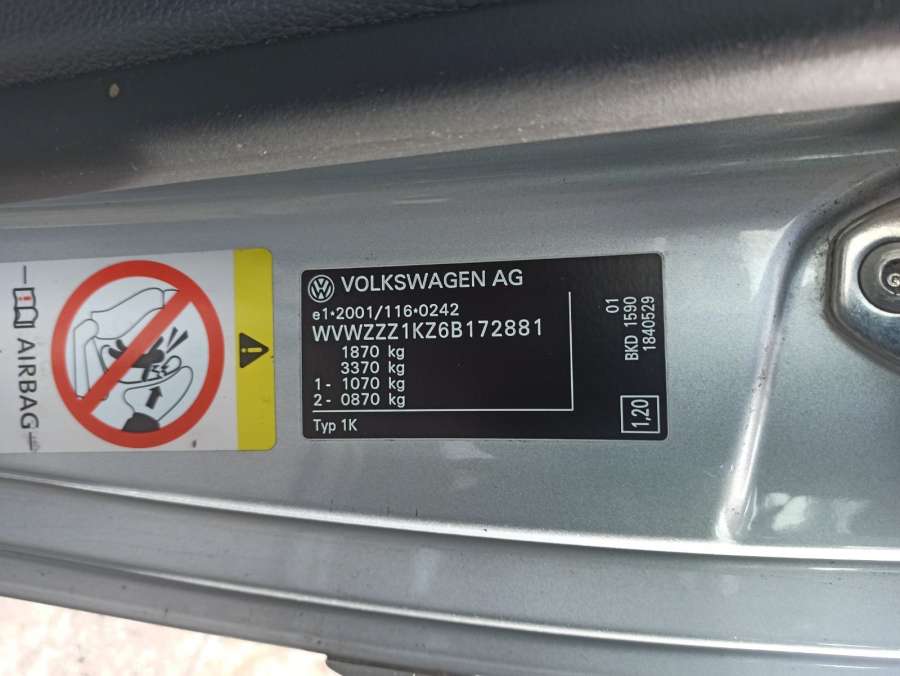 AIRBAG
VOLKSWAGEN AG
e1•2001/116•0242
WVWZZZ1KZ6B172881
1870 kg
3370 kg
1- 1070 kg
2- 0870 kg
Typ 1K
01
BKD 1590
1840529
1,20